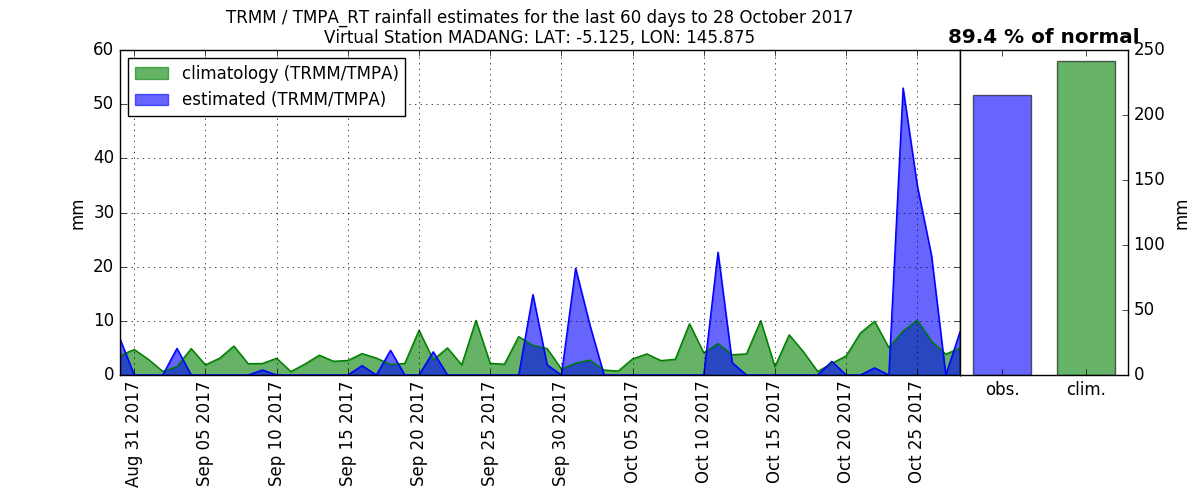 TRMM / TMPA_RT rainfall estimates for the last 60 days to 28 October 2017
Virtual Station MADANG: LAT: -5.125, LON: 145.875
89.4 % of normal
climatology (TRMM/TMPA)
estimated (TRMM/TMPA)
60
50
40
30
20
10
0
mm
Aug 31 2017
Sep 05 2017
Sep 10 2017
Sep 15 2017
Sep 20 2017
Sep 25 2017
Sep 30 2017
Oct 05 2017
Oct 10 2017
Oct 15 2017
Oct 20 2017
Oct 25 2017
obs.
clim.
250
200
150
100
50
0
mm